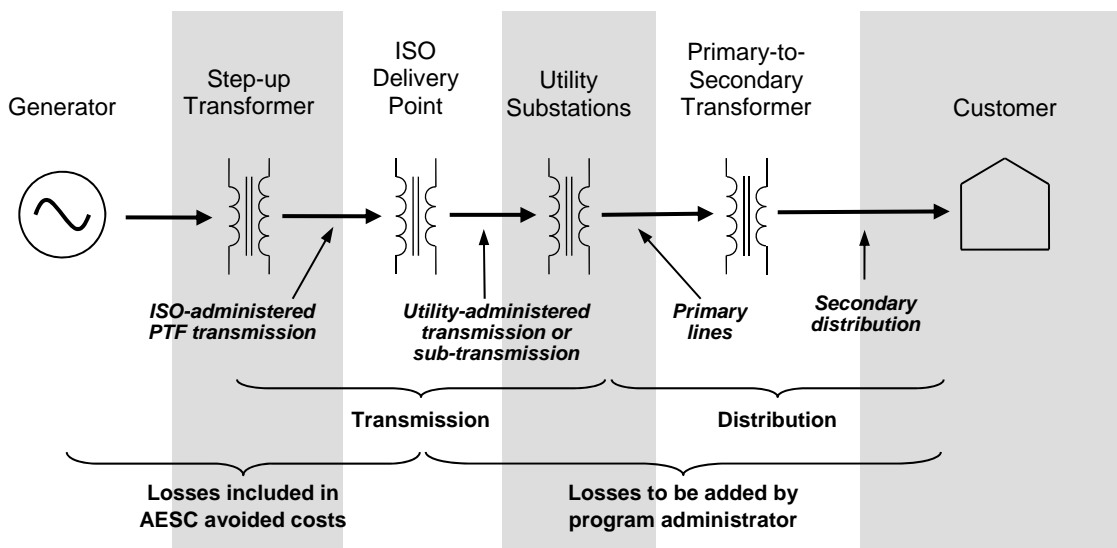 Generator
Step-up
Transformer
ISO
Delivery
Point
Utility
Substations
Primary-to-
Secondary
Transformer
Customer
ISO-administered
PTF transmission
Utility-administered
transmission or
sub-transmission
Primary
lines
Secondary
distribution
Transmission
Distribution
Losses included in
AESC avoided costs
Losses to be added by
program administrator